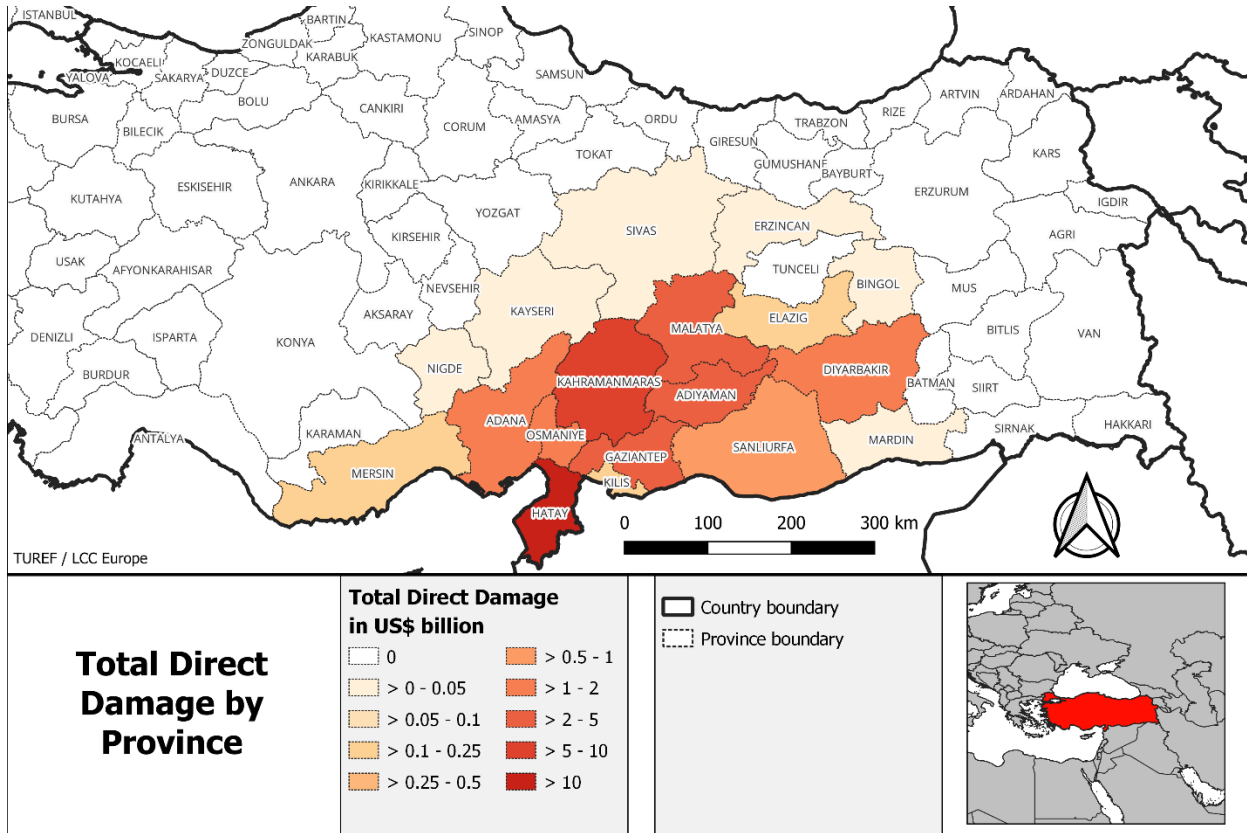 ISTANBUL
BARTIN
SINOP
KASTAMONU
ZONGULDAK
KARABUK
KOCAELI
DUZCE
SAKARYA
YALOVA
SAMSUN
ARTVIN
ARDAHAN
BOLU
CANKIRI
RIZE
BURSA
BILECIK
CORUM
AMASYA
ORDU
TRABZON
GIRESUN
KARS
TOKAT
GUMUSHANE
BAYBURT
ESKISEHIR
ANKARA
KIRIKKALE
ERZURUM
KUTAHYA
IGDIR
YOZGAT
ERZINCAN
SIVAS
KIRSEHIR
AGRI
USAK
AFYONKARAHISAR
TUNCELI
NEVSEHIR
BINGOL
MUS
KAYSERI
AKSARAY
ELAZIG
MALATYA
BITLIS
VAN
DENIZLI
ISPARTA
KONYA
NIGDE
DIYARBAKIR
BURDUR
KAHRAMANMARAS
BATMAN
SIIRT
ADIYAMAN
ADANA
HAKKARI
SIRNAK
ANTALYA
KARAMAN
OSMANIYE
MARDIN
SANLIURFA
GAZIANTEP
MERSIN
KILIS
HATAY
0 100 200 300 km
TUREF / LCC Europe
Total Direct
Damage by
Province
Total Direct Damage
in US$ billion
0
> 0 - 0.05
> 0.05 - 0.1
> 0.1 - 0.25
> 0.25 - 0.5
> 0.5 - 1
> 1 - 2
> 2 - 5
> 5 - 10
> 10
Country boundary
Province boundary